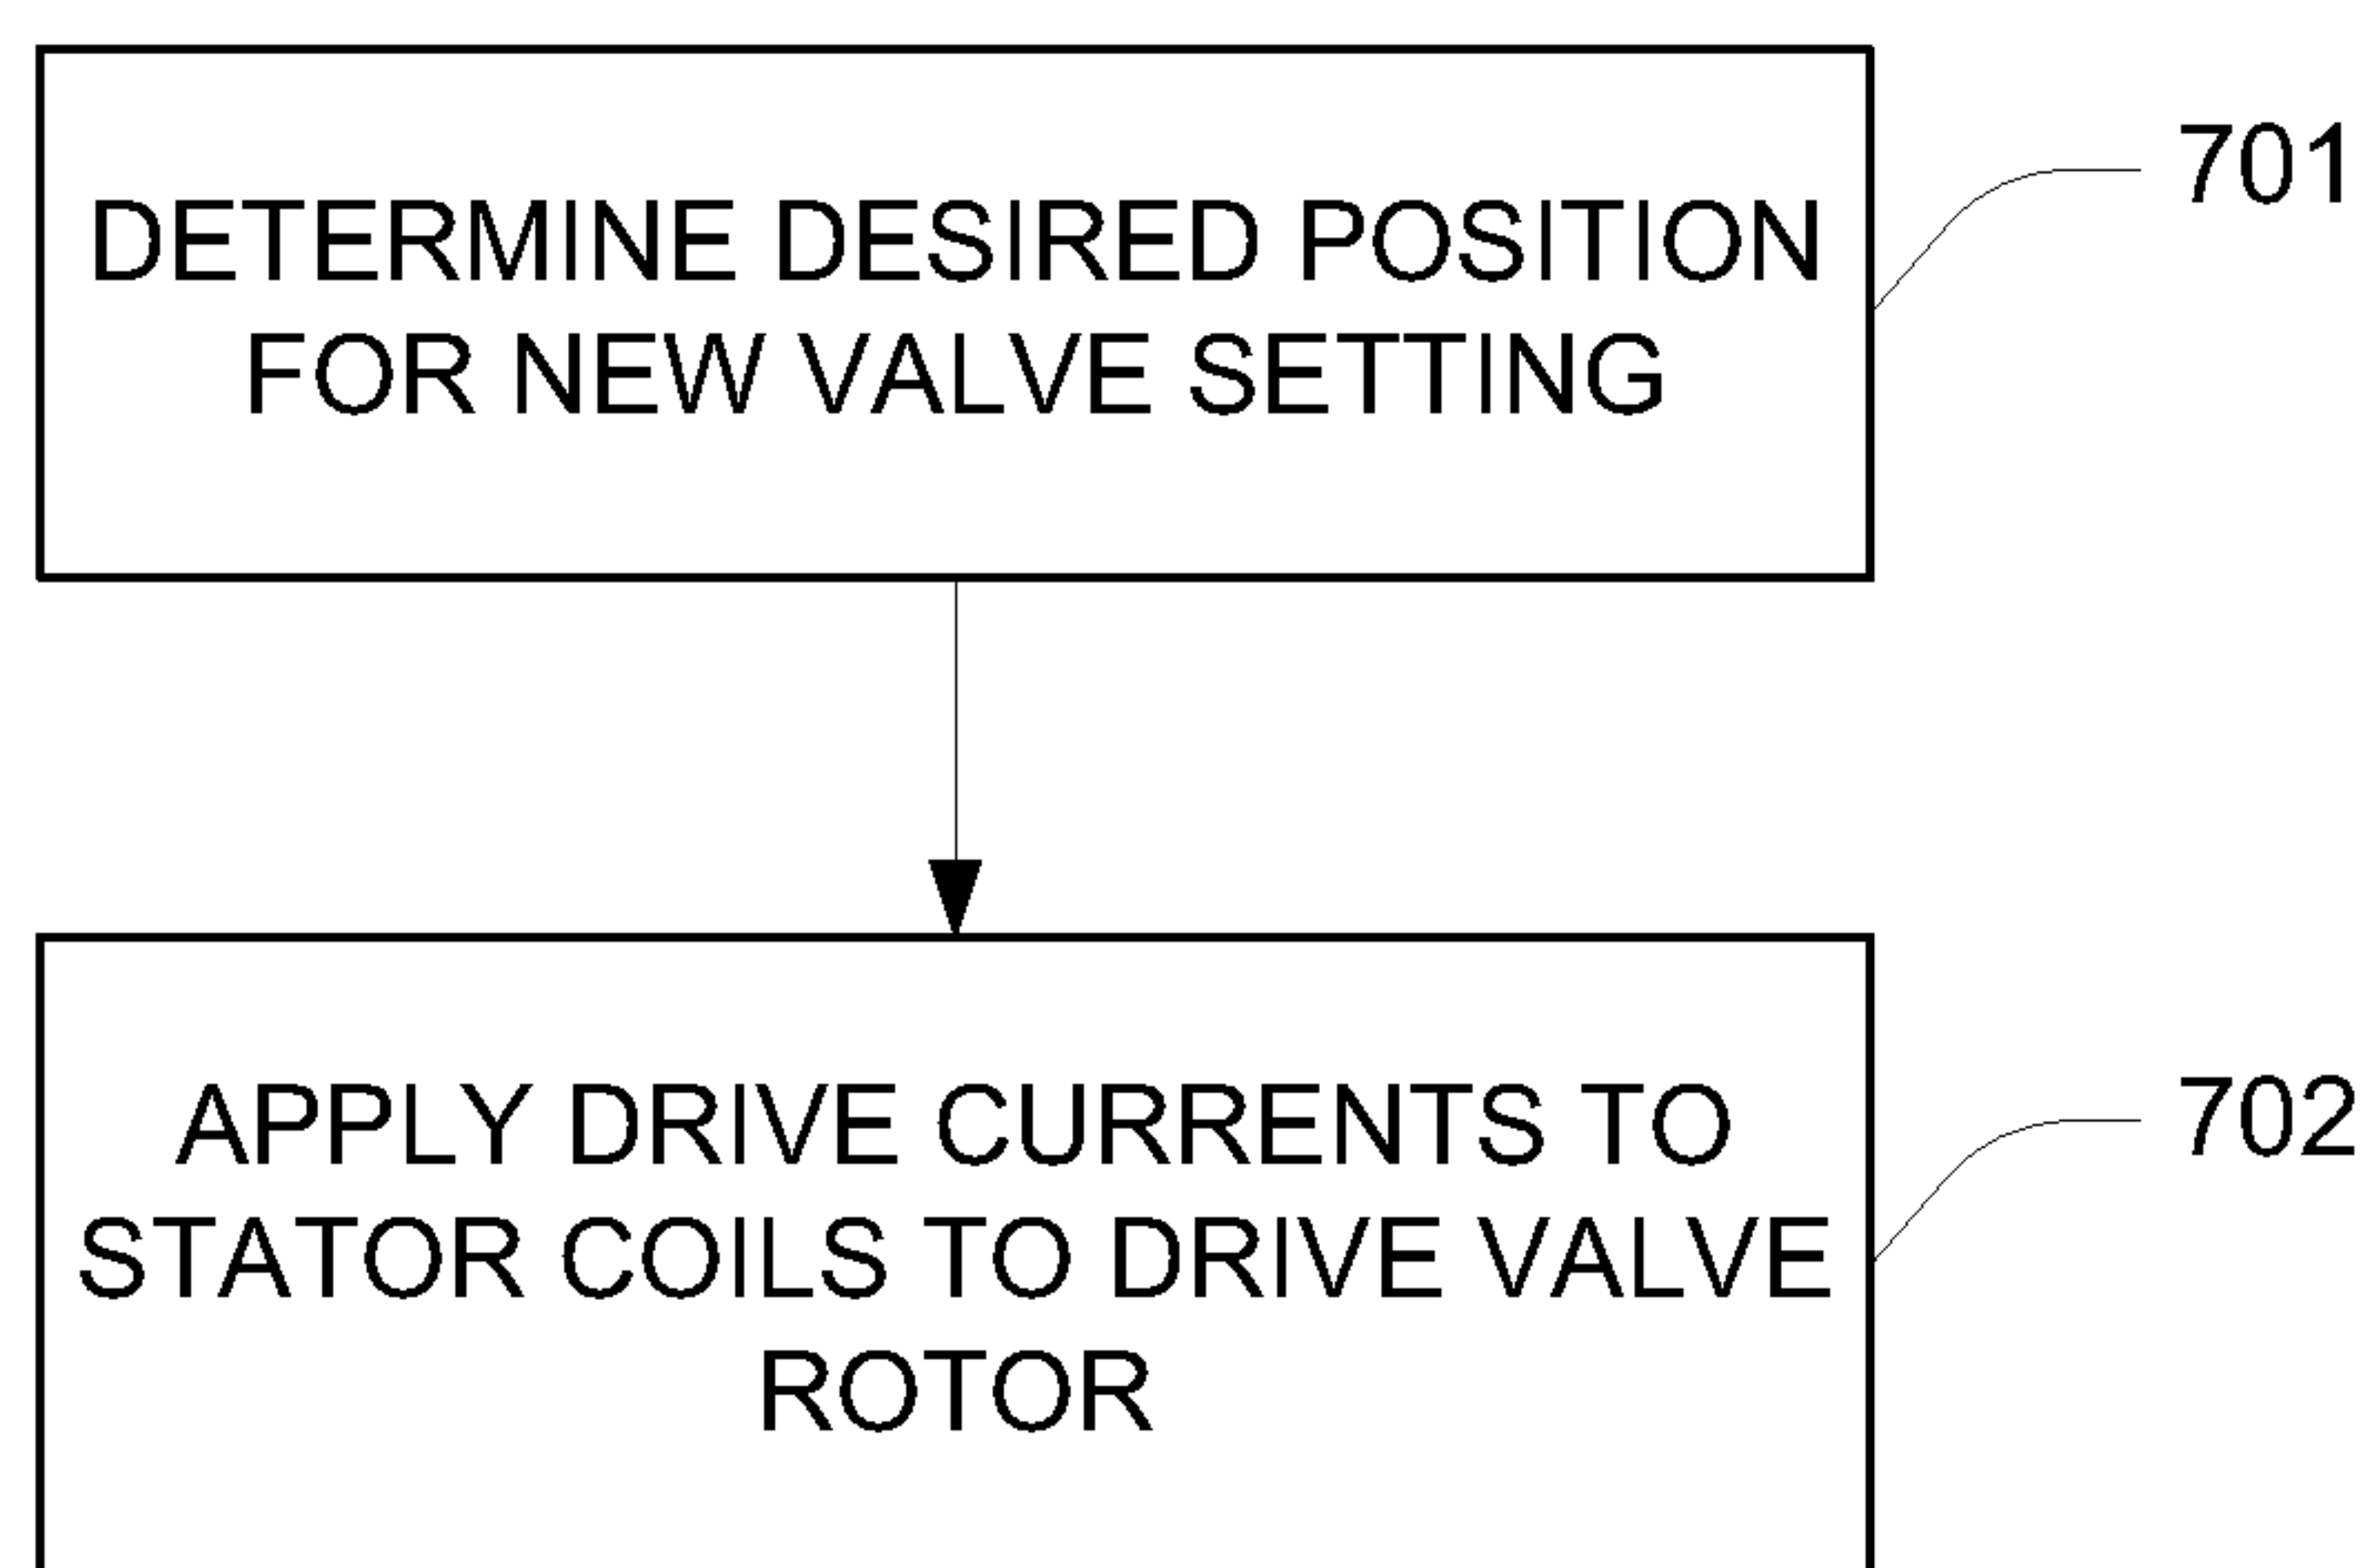 DETERMINE DESIRED POSITION
FOR NEW VALVE SETTING
701
APPLY DRIVE CURRENTS TO
STATOR COILS TO DRIVE VALVE
ROTOR
702